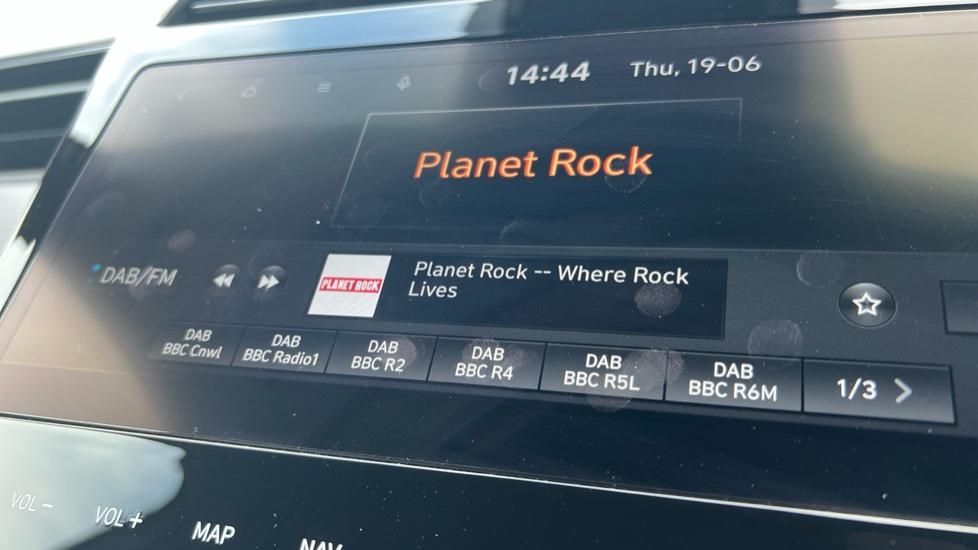 14:44 Thu, 19-06
Planet Rock
DAB/FM
PLANET ROCK
Planet Rock -- Where Rock
Lives
DAB
BBC Cnwl
DAB
BBC Radio1
DAB
BBC R2
DAB
BBC R4
DAB
BBC R5L
DAB
BBC R6M
1/3 >
VOL -
VOL +
MAP
NAV